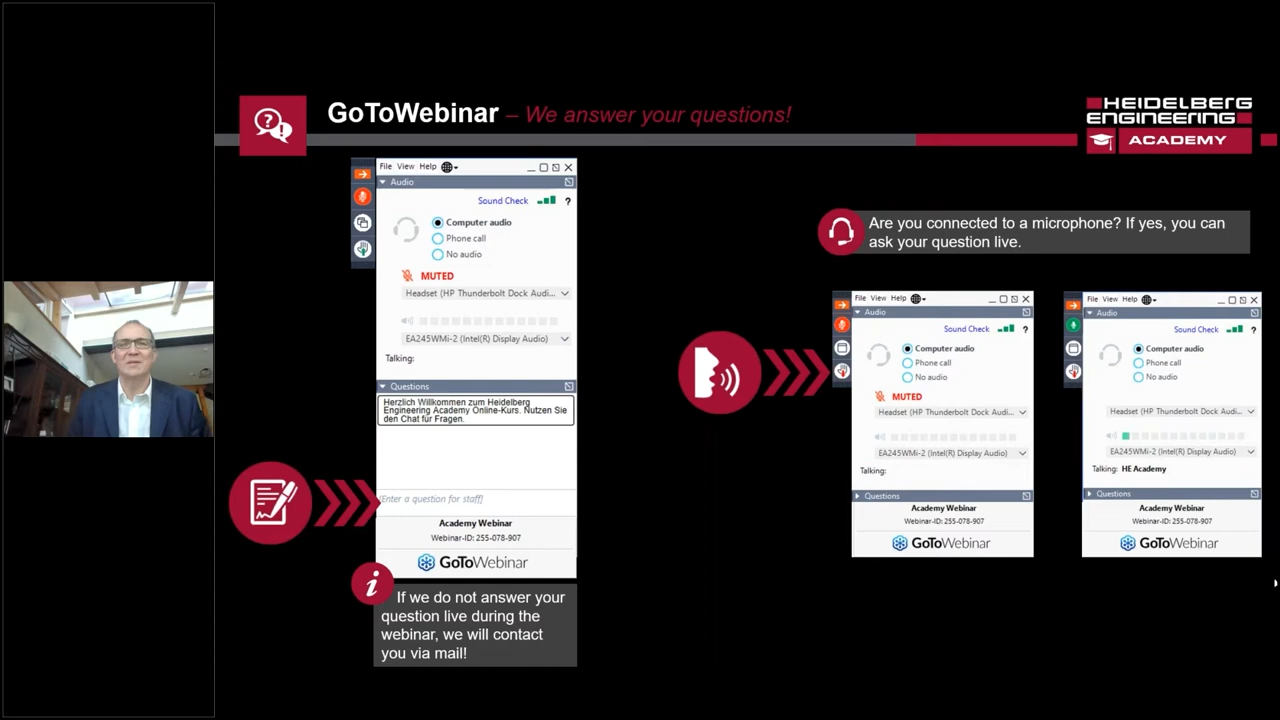 GoToWebinar – We answer your questions!
HEIDELBERG
ENGINEERING
ACADEMY
File View Help
Audio
Sound Check ?
Computer audio
Phone call
No audio
MUTED
Headset (HP Thunderbolt Dock Audi...
EA245WMi-2 (Intel(R) Display Audio)
Talking:
Questions
Herzlich Willkommen zum Heidelberg
Engineering Academy Online-Kurs. Nutzen Sie
den Chat für Fragen.
[Enter a question for staff]
Academy Webinar
Webinar-ID: 255-078-907
GoToWebinar
i
If we do not answer your
question live during the
webinar, we will contact
you via mail!
Are you connected to a microphone? If yes, you can
ask your question live.
File View Help
Audio
Sound Check ?
Computer audio
Phone call
No audio
MUTED
Headset (HP Thunderbolt Dock Audi...
EA245WMi-2 (Intel(R) Display Audio)
Talking:
Questions
Academy Webinar
Webinar-ID: 255-078-907
GoToWebinar
File View Help
Audio
Sound Check ?
Computer audio
Phone call
No audio
Headset (HP Thunderbolt Dock Audi...
EA245WMi-2 (Intel(R) Display Audio)
Talking: HE Academy
Questions
Academy Webinar
Webinar-ID: 255-078-907
GoToWebinar